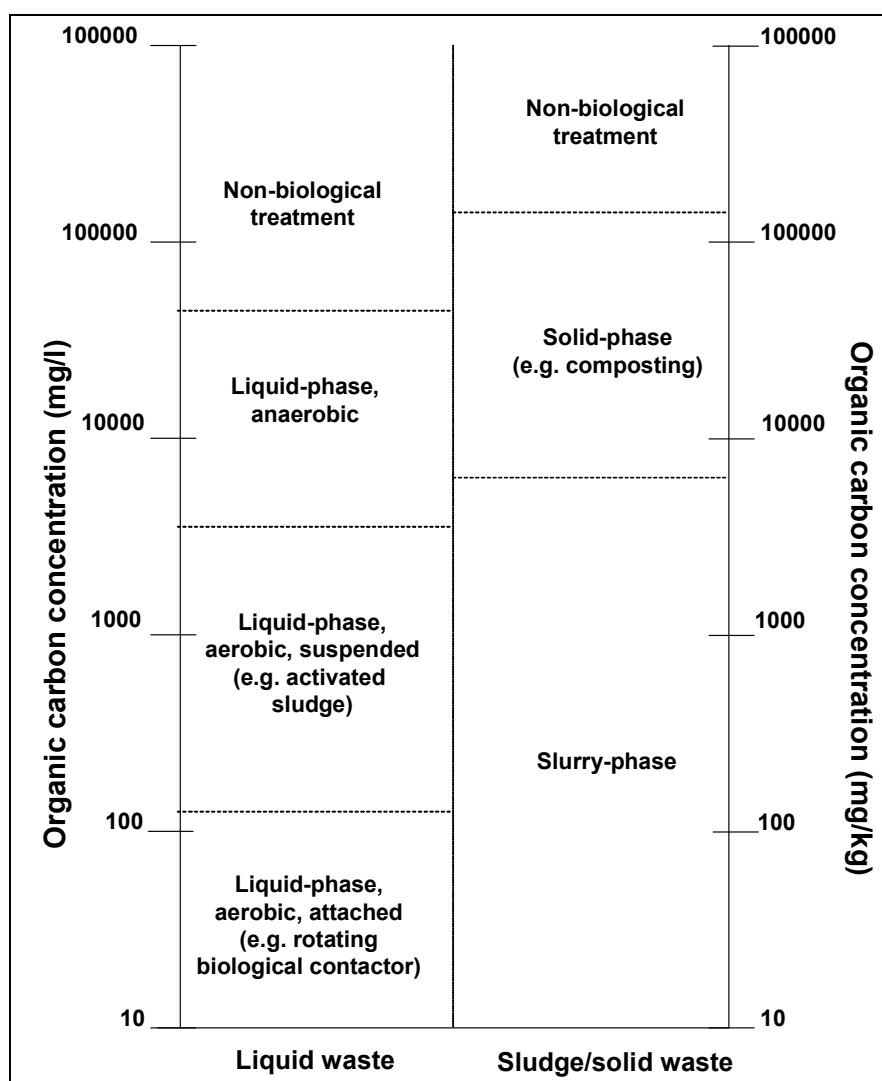 100000
100000
10000
1000
100
10
Organic carbon concentration (mg/l)
Non-biological
treatment
Liquid-phase,
anaerobic
Liquid-phase,
aerobic, suspended
(e.g. activated
sludge)
Liquid-phase,
aerobic, attached
(e.g. rotating
biological contactor)
Liquid waste
Non-biological
treatment
Solid-phase
(e.g. composting)
Slurry-phase
Sludge/solid waste
100000
100000
10000
1000
100
10
Organic carbon concentration (mg/kg)